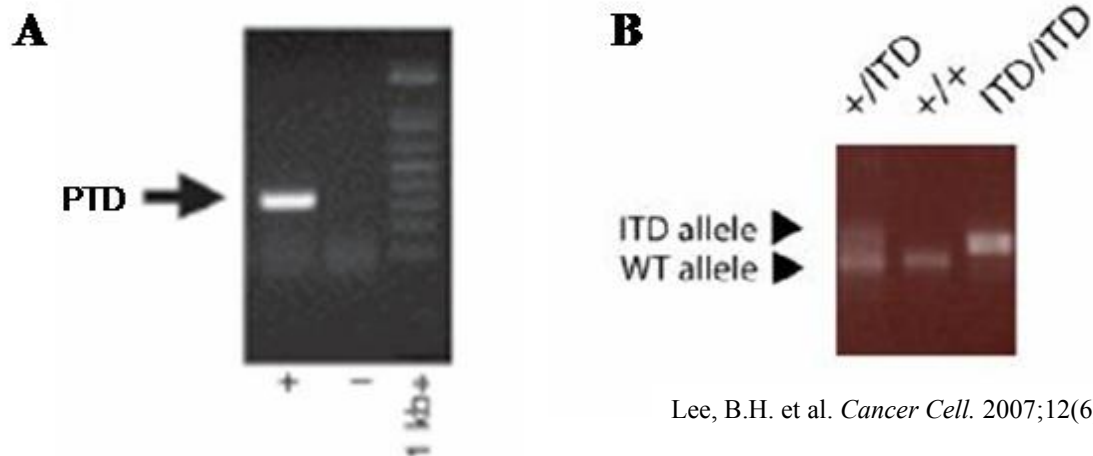 A
PTD
+
−
1 kb+
B
+/ITD
+/+
ITD/ITD
ITD allele
WT allele
Lee, B.H. et al. Cancer Cell. 2007;12(6